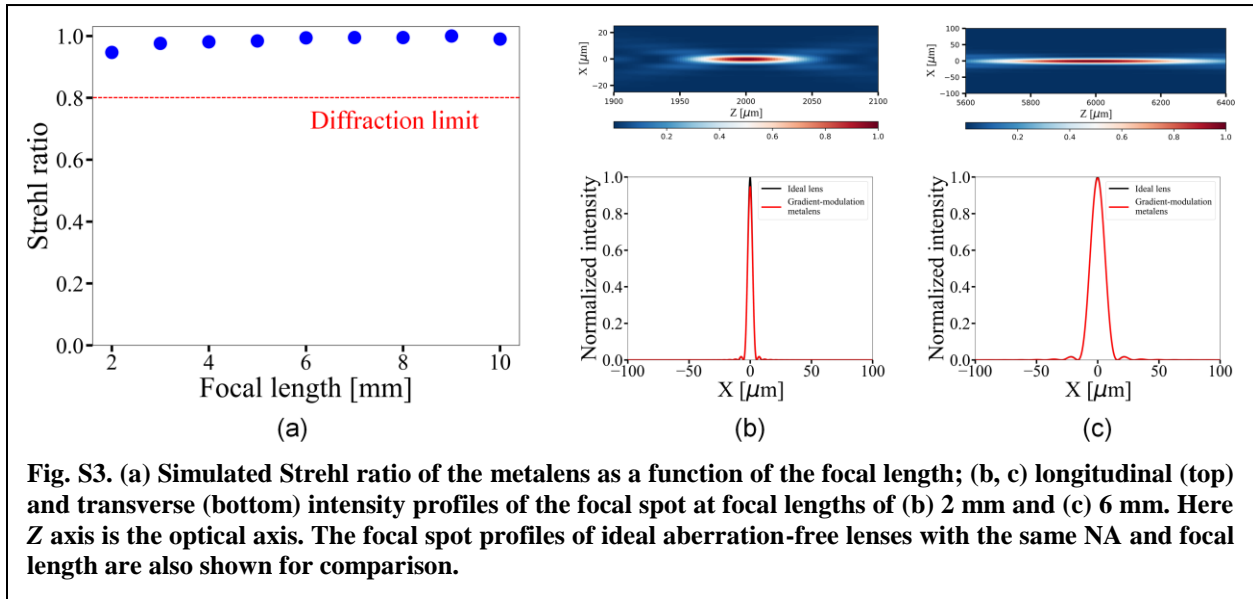 1.0
0.8
0.6
0.4
0.2
0.0
Strehl ratio
Diffraction limit
2 4 6 8 10
Focal length [mm]
(a)
20
0
−20
X [μm]
1900 1950 2000 2050 2100
Z [μm]
0.2 0.4 0.6 0.8 1.0
1.0
0.8
0.6
0.4
0.2
0.0
Normalized intensity
Ideal lens
Gradient-modulation
metalens
−100 −50 0 50 100
X [μm]
(b)
100
50
0
−50
−100
X [μm]
5600 5800 6000 6200 6400
Z [μm]
0.2 0.4 0.6 0.8 1.0
1.0
0.8
0.6
0.4
0.2
0.0
Normalized intensity
Ideal lens
Gradient-modulation
metalens
−100 −50 0 50 100
X [μm]
(c)
Fig. S3. (a) Simulated Strehl ratio of the metalens as a function of the focal length; (b, c) longitudinal (top)
and transverse (bottom) intensity profiles of the focal spot at focal lengths of (b) 2 mm and (c) 6 mm. Here
Z axis is the optical axis. The focal spot profiles of ideal aberration-free lenses with the same NA and focal
length are also shown for comparison.